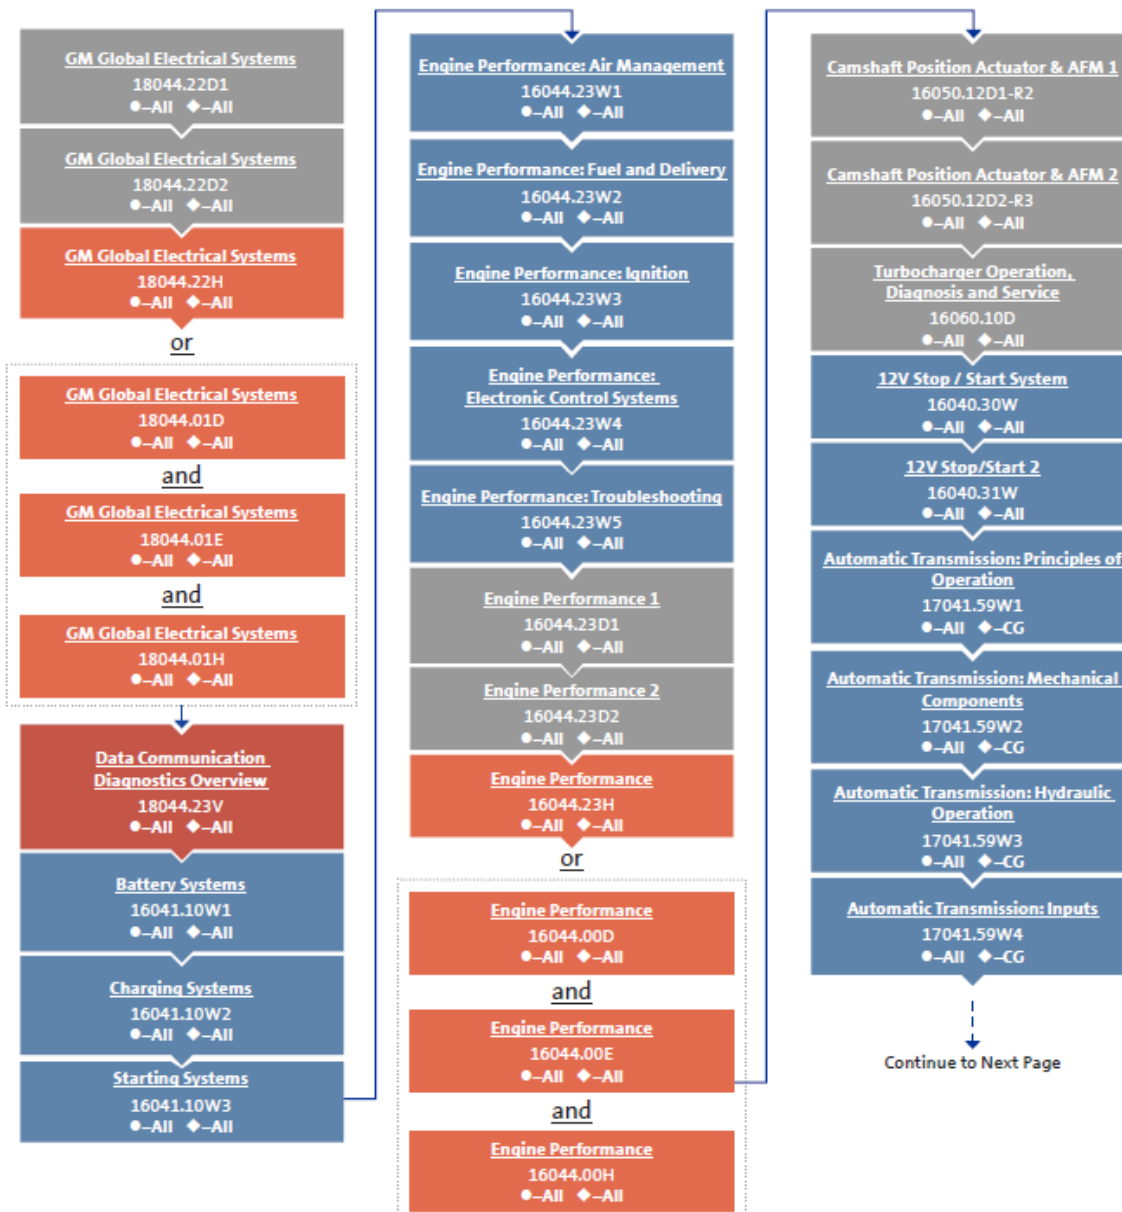 GM Global Electrical Systems
18044.22D1
●–All ◆–All
GM Global Electrical Systems
18044.22D2
●–All ◆–All
GM Global Electrical Systems
18044.22H
●–All ◆–All
or
GM Global Electrical Systems
18044.01D
●–All ◆–All
and
GM Global Electrical Systems
18044.01E
●–All ◆–All
and
GM Global Electrical Systems
18044.01H
●–All ◆–All
Data Communication
Diagnostics Overview
18044.23V
●–All ◆–All
Battery Systems
16041.10W1
●–All ◆–All
Charging Systems
16041.10W2
●–All ◆–All
Starting Systems
16041.10W3
●–All ◆–All
Engine Performance: Air Management
16044.23W1
●–All ◆–All
Engine Performance: Fuel and Delivery
16044.23W2
●–All ◆–All
Engine Performance: Ignition
16044.23W3
●–All ◆–All
Engine Performance:
Electronic Control Systems
16044.23W4
●–All ◆–All
Engine Performance: Troubleshooting
16044.23W5
●–All ◆–All
Engine Performance 1
16044.23D1
●–All ◆–All
Engine Performance 2
16044.23D2
●–All ◆–All
Engine Performance
16044.23H
●–All ◆–All
or
Engine Performance
16044.00D
●–All ◆–All
and
Engine Performance
16044.00E
●–All ◆–All
and
Engine Performance
16044.00H
●–All ◆–All
Camshaft Position Actuator & AFM 1
16050.12D1-R2
●–All ◆–All
Camshaft Position Actuator & AFM 2
16050.12D2-R3
●–All ◆–All
Turbocharger Operation,
Diagnosis and Service
16060.10D
●–All ◆–All
12V Stop / Start System
16040.30W
●–All ◆–All
12V Stop/Start 2
16040.31W
●–All ◆–All
Automatic Transmission: Principles of
Operation
17041.59W1
●–All ◆–CG
Automatic Transmission: Mechanical
Components
17041.59W2
●–All ◆–CG
Automatic Transmission: Hydraulic
Operation
17041.59W3
●–All ◆–CG
Automatic Transmission: Inputs
17041.59W4
●–All ◆–CG
Continue to Next Page